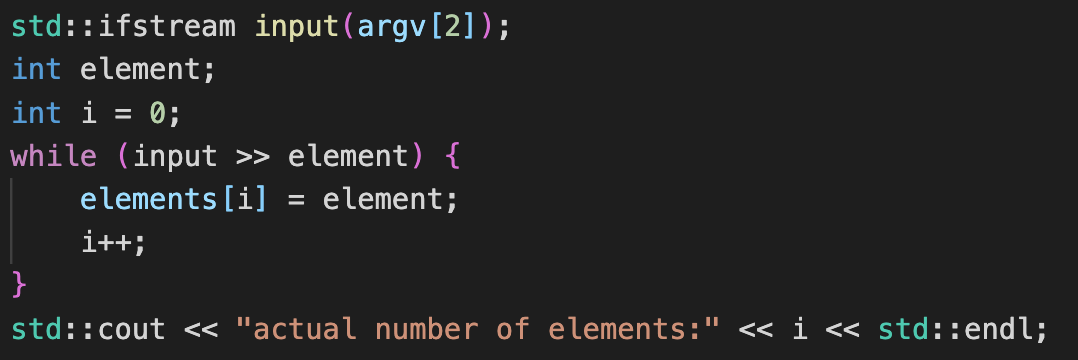 std::ifstream input(argv[2]);
int element;
int i = 0;
while (input >> element) {
    elements[i] = element;
    i++;
}
std::cout << "actual number of elements:" << i << std::endl;